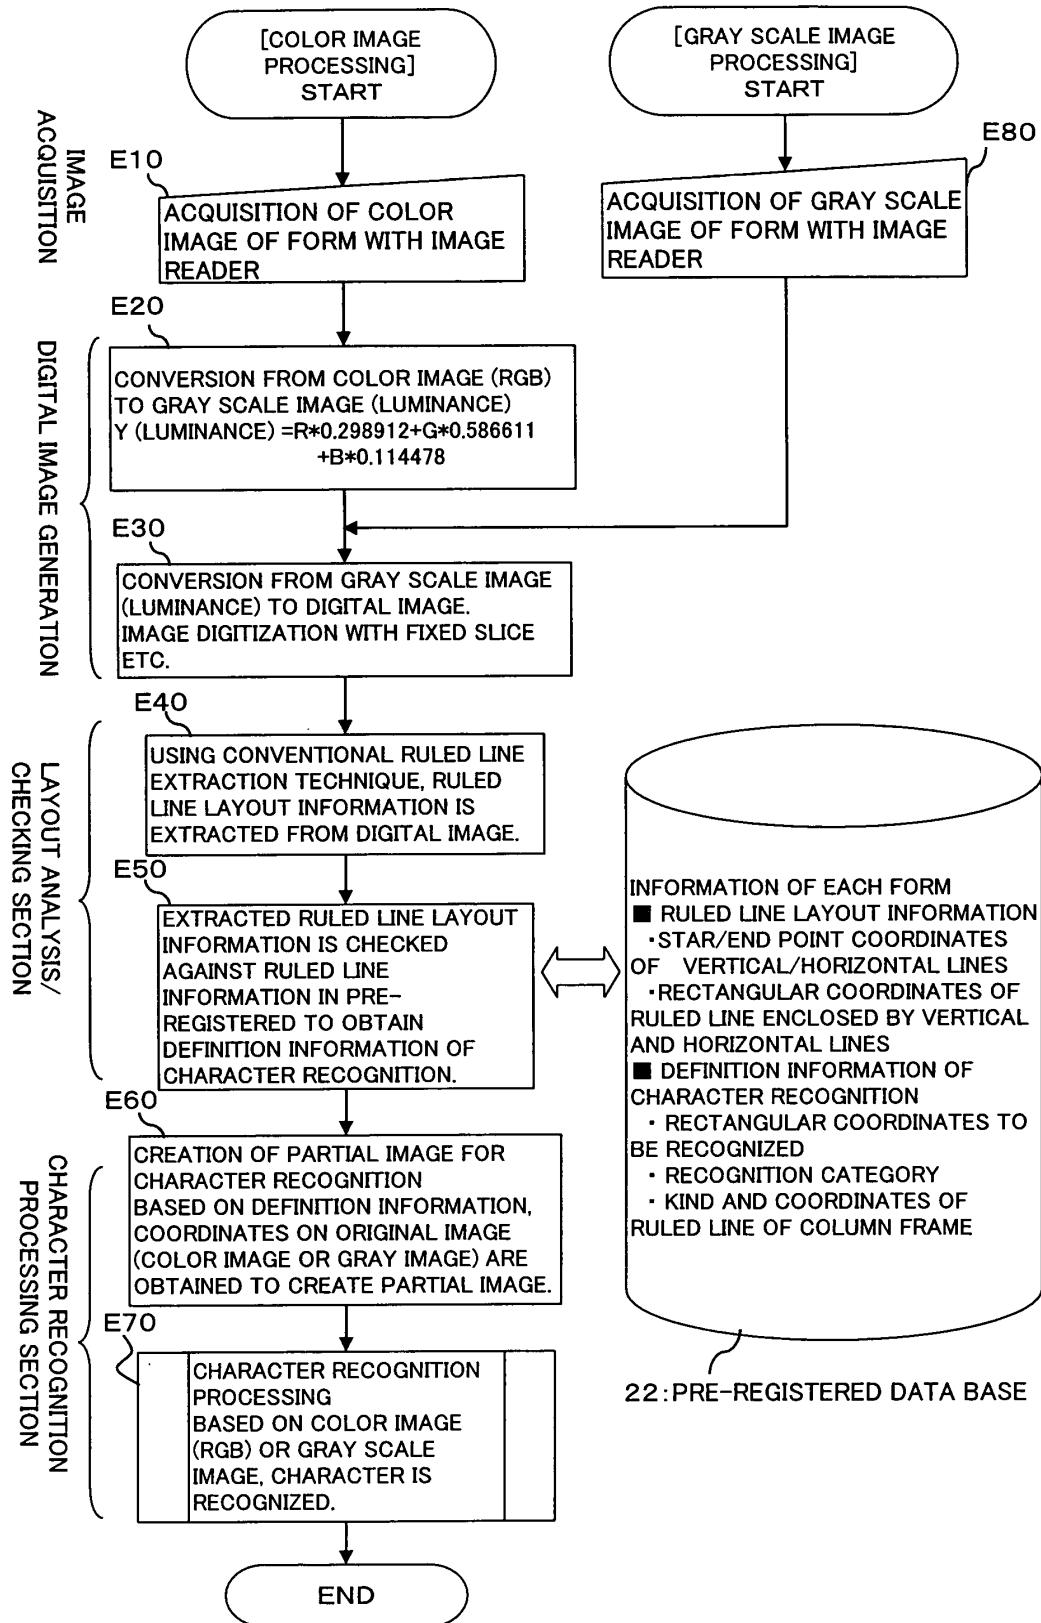 [COLOR IMAGE
PROCESSING]
START
[GRAY SCALE IMAGE
PROCESSING]
START
IMAGE
ACQUISITION
E10
ACQUISITION OF COLOR
IMAGE OF FORM WITH IMAGE
READER
E80
ACQUISITION OF GRAY SCALE
IMAGE OF FORM WITH IMAGE
READER
DIGITAL IMAGE GENERATION
E20
CONVERSION FROM COLOR IMAGE (RGB)
TO GRAY SCALE IMAGE (LUMINANCE)
Y (LUMINANCE) =R*0.298912+G*0.586611
+B*0.114478
E30
CONVERSION FROM GRAY SCALE IMAGE
(LUMINANCE) TO DIGITAL IMAGE.
IMAGE DIGITIZATION WITH FIXED SLICE
ETC.
LAYOUT ANALYSIS/
CHECKING SECTION
E40
USING CONVENTIONAL RULED LINE
EXTRACTION TECHNIQUE, RULED
LINE LAYOUT INFORMATION IS
EXTRACTED FROM DIGITAL IMAGE.
E50
EXTRACTED RULED LINE LAYOUT
INFORMATION IS CHECKED
AGAINST RULED LINE
INFORMATION IN PRE-
REGISTERED TO OBTAIN
DEFINITION INFORMATION OF
CHARACTER RECOGNITION.
INFORMATION OF EACH FORM
■ RULED LINE LAYOUT INFORMATION
・STAR/END POINT COORDINATES
OF VERTICAL/HORIZONTAL LINES
・RECTANGULAR COORDINATES OF
RULED LINE ENCLOSED BY VERTICAL
AND HORIZONTAL LINES
■ DEFINITION INFORMATION OF
CHARACTER RECOGNITION
・ RECTANGULAR COORDINATES TO
BE RECOGNIZED
・ RECOGNITION CATEGORY
・ KIND AND COORDINATES OF
RULED LINE OF COLUMN FRAME
22:PRE-REGISTERED DATA BASE
CHARACTER RECOGNITION
PROCESSING SECTION
E60
CREATION OF PARTIAL IMAGE FOR
CHARACTER RECOGNITION
BASED ON DEFINITION INFORMATION,
COORDINATES ON ORIGINAL IMAGE
(COLOR IMAGE OR GRAY IMAGE) ARE
OBTAINED TO CREATE PARTIAL IMAGE.
E70
CHARACTER RECOGNITION
PROCESSING
BASED ON COLOR IMAGE
(RGB) OR GRAY SCALE
IMAGE, CHARACTER IS
RECOGNIZED.
END